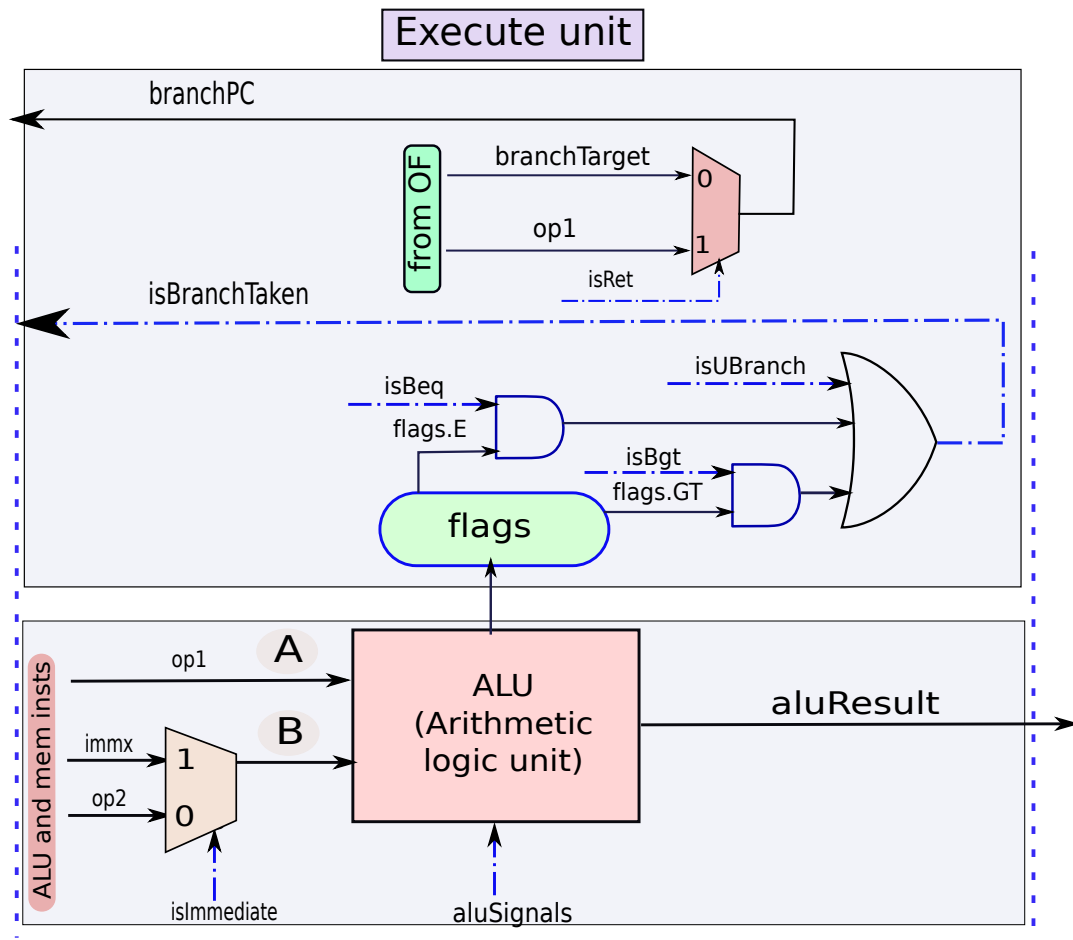 Execute unit
branchPC
from OF
branchTarget
0
op1
1
isRet
isBranchTaken
isUBranch
isBeq
flags.E
isBgt
flags.GT
flags
ALU and mem insts
op1
A
immx
1
B
op2
0
isImmediate
ALU
(Arithmetic
logic unit)
aluSignals
aluResult